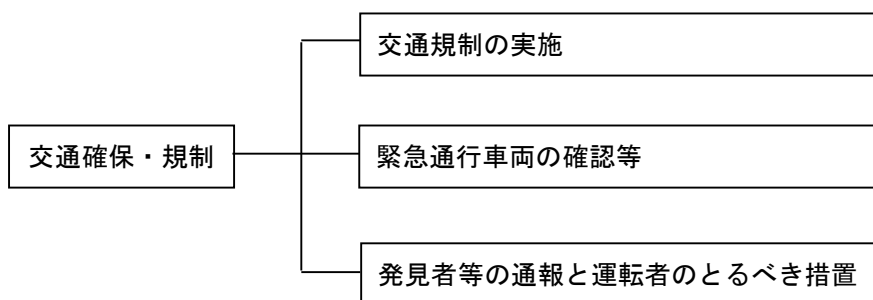 交通規制の実施
交通確保・規制
緊急通行車両の確認等
発見者等の通報と運転者のとるべき措置